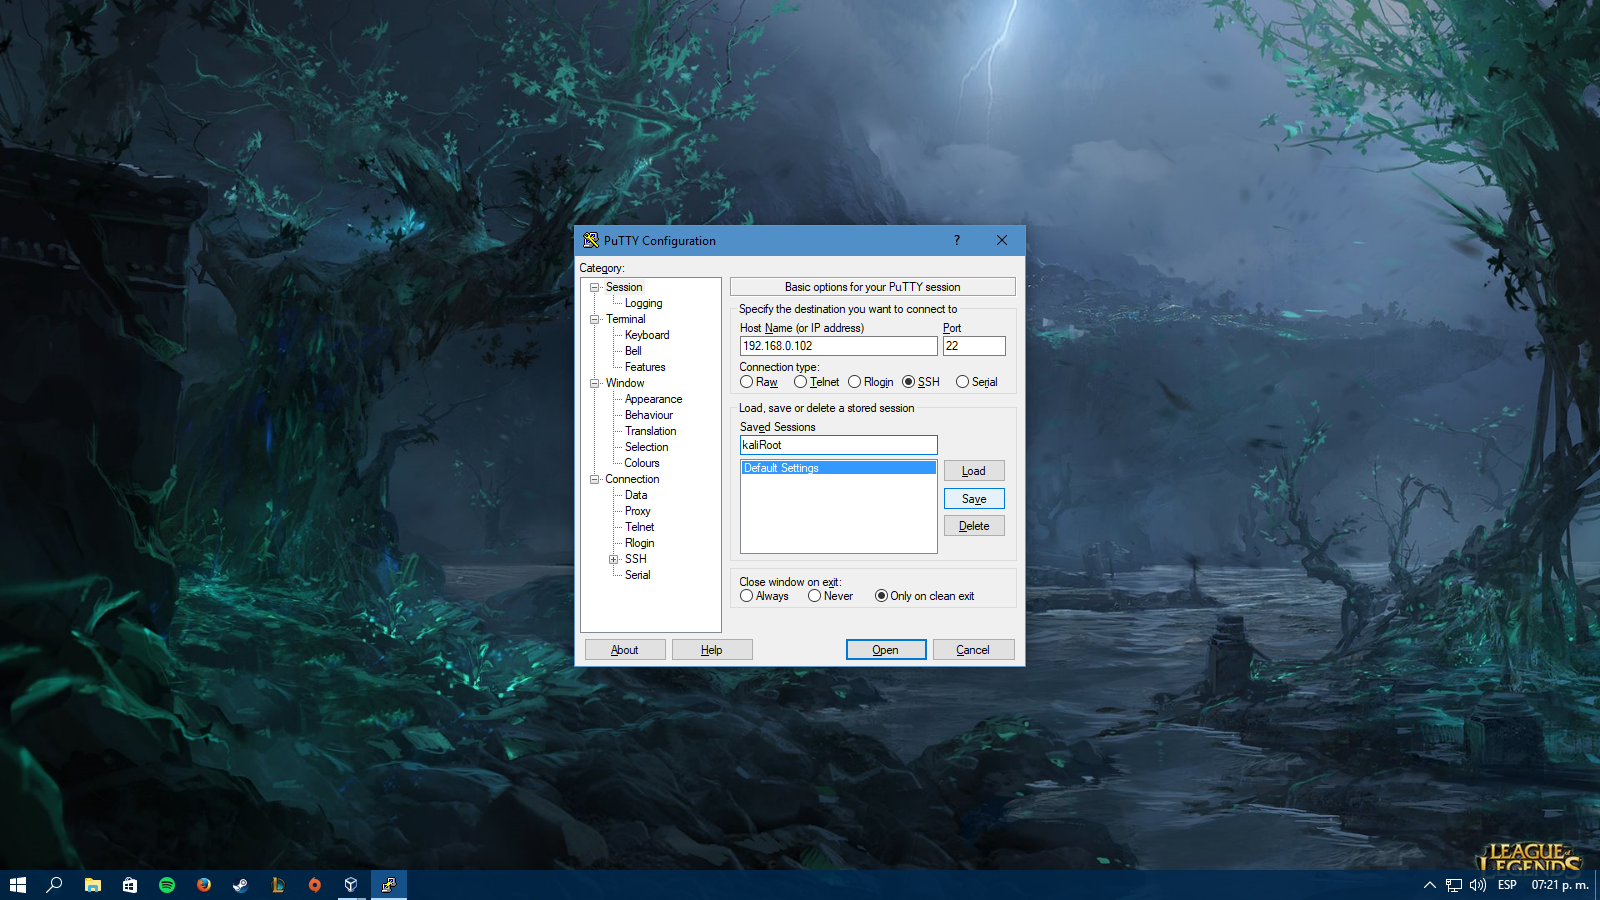 PuTTY Configuration
?
Category:
Session
Logging
Terminal
Keyboard
Bell
Features
Window
Appearance
Behaviour
Translation
Selection
Colours
Connection
Data
Proxy
Telnet
Rlogin
SSH
Serial
Basic options for your PuTTY session
Specify the destination you want to connect to
Host Name (or IP address) Port
192.168.0.102 22
Connection type:
Raw Telnet Rlogin SSH Serial
Load, save or delete a stored session
Saved Sessions
kaliRoot
Default Settings
Load
Save
Delete
Close window on exit:
Always Never Only on clean exit
About Help Open Cancel
LEAGUE of
LEGENDS
ESP 07:21 p. m.